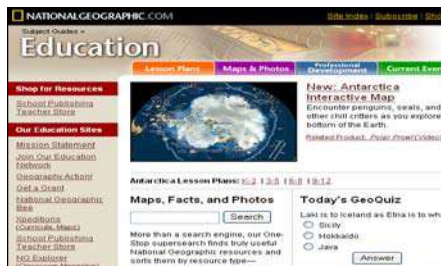 NATIONALGEOGRAPHIC.COM
Site Index | Subscribe | Sho
Subject Guides »
Education
Lesson Plans
Maps & Photos
Professional Development
Current Even
Shop for Resources
School Publishing
Teacher Store
Our Education Sites
Mission Statement
Join Our Education
Network
Geography Action!
Get a Grant
National Geographic
Bee
Xpeditions
(Curricula, Maps)
School Publishing
Teacher Store
NG Explorer
New: Antarctica
Interactive Map
Encounter penguins, seals, and
other chill critters as you explore
bottom of the Earth.
Related Product: Polar Prowl Video
Antarctica Lesson Plans: K-2 | 3-5 | 6-8 | 9-12
Maps, Facts, and Photos
Search
More than a search engine, our One-
Stop supersearch finds truly useful
National Geographic resources and
sorts them by resource type—
Today's GeoQuiz
Laki is to Iceland as Etna is to wh
Sicily
Hokkaido
Java
Answer